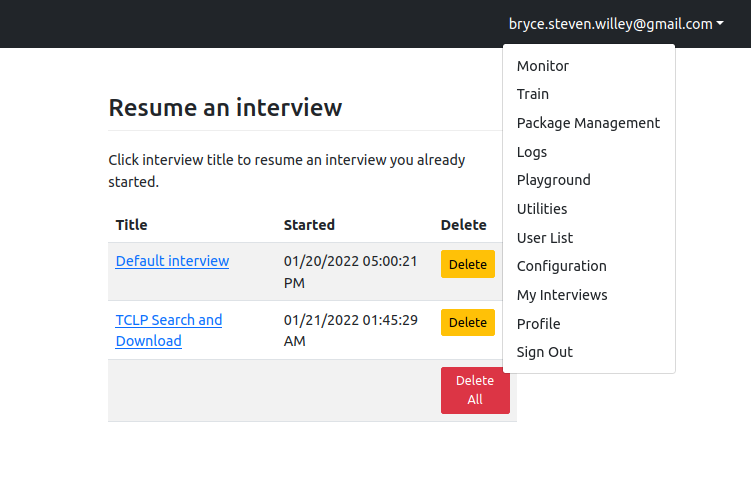 bryce.steven.willey@gmail.com
Monitor
Train
Package Management
Logs
Playground
Utilities
User List
Configuration
My Interviews
Profile
Sign Out
Resume an interview
Click interview title to resume an interview you already
started.
Title Started Delete
Default interview 01/20/2022 05:00:21 Delete
PM
TCLP Search and 01/21/2022 01:45:29 Delete
Download AM
Delete
All